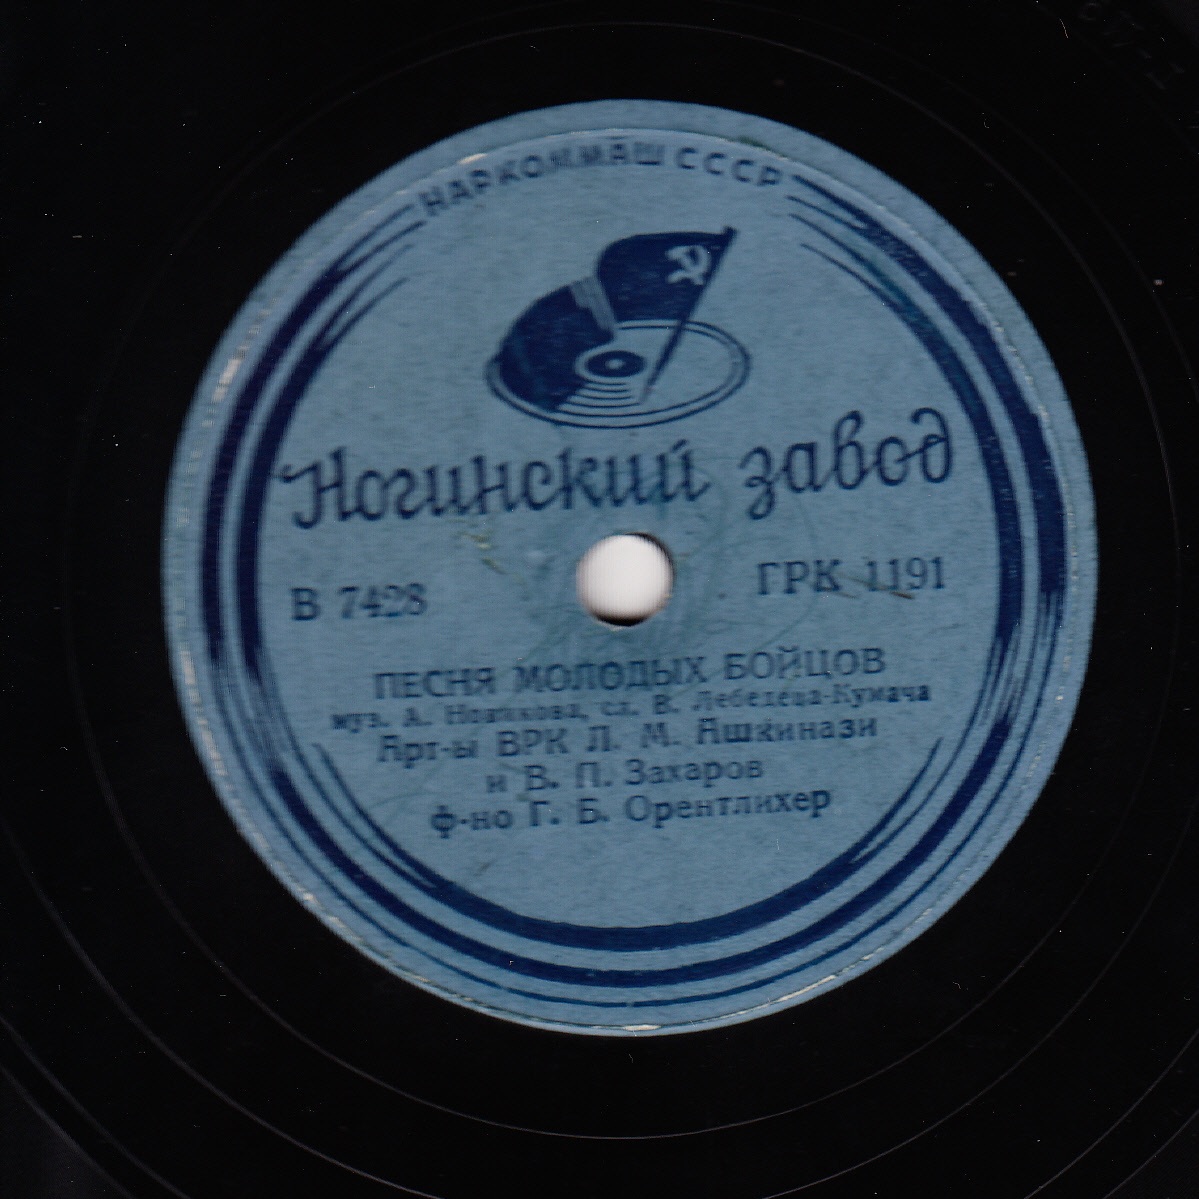 НАРКОММАШ СССР
Ногинский завод
В 7428 ГРК 1191
ПЕСНЯ МОЛОДЫХ БОЙЦОВ
муз. А. Новикова, сл. В. Лебедеца-Кумача
Арт-ы ВРК Л. М. Ашкинази
и В. П. Захаров
ф-но Г. Б. Орентлихер